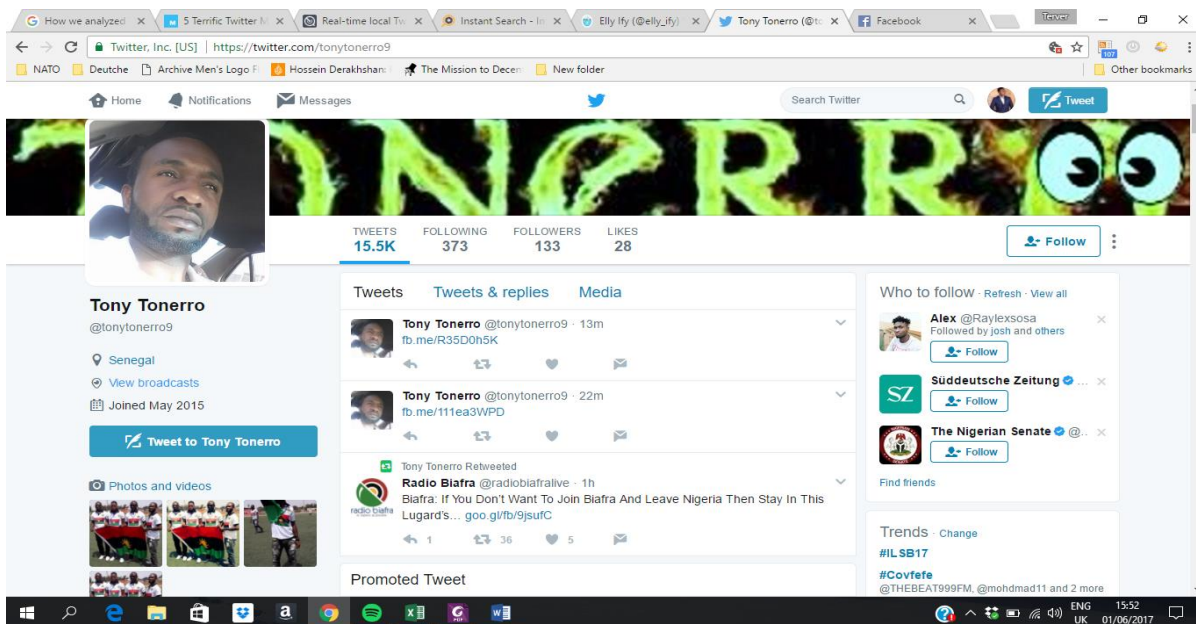 How we analyzed
5 Terrific Twitter M
Real-time local Tw
Instant Search - In
Elly Ify (@elly_ify)
Tony Tonerro (@to
Facebook
Terver
Twitter, Inc. [US] https://twitter.com/tonytonerro9
107
NATO Deutche Archive Men's Logo F Hossein Derakhshan: The Mission to Decen New folder Other bookmarks
Home Notifications Messages Search Twitter Tweet
TONERRO
TWEETS FOLLOWING FOLLOWERS LIKES
15.5K 373 133 28
Follow
Tony Tonerro
@tonytonerro9
Senegal
View broadcasts
Joined May 2015
Tweet to Tony Tonerro
Photos and videos
Tweets Tweets & replies Media
Tony Tonerro @tonytonerro9 · 13m
fb.me/R35D0h5K
Tony Tonerro @tonytonerro9 · 22m
fb.me/111ea3WPD
Tony Tonerro Retweeted
Radio Biafra @radiobiafralive · 1h
radio biafra
Biafra: If You Don't Want To Join Biafra And Leave Nigeria Then Stay In This
Lugard's… goo.gl/fb/9jsufC
1 36 5
Promoted Tweet
Who to follow · Refresh · View all
Alex @Raylexsosa
Followed by josh and others
Follow
SZ
Süddeutsche Zeitung ...
Follow
The Nigerian Senate @..
Follow
Find friends
Trends · Change
#ILSB17
#Covfefe
@THEBEAT999FM, @mohdmad11 and 2 more
ENG 15:52
UK 01/06/2017